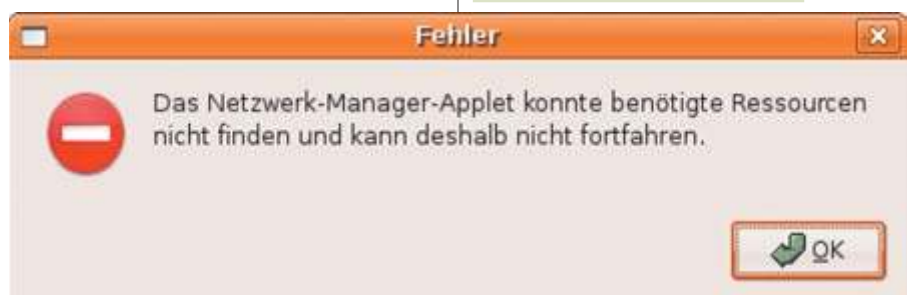 Fehler
Das Netzwerk-Manager-Applet konnte benötigte Ressourcen
nicht finden und kann deshalb nicht fortfahren.
OK